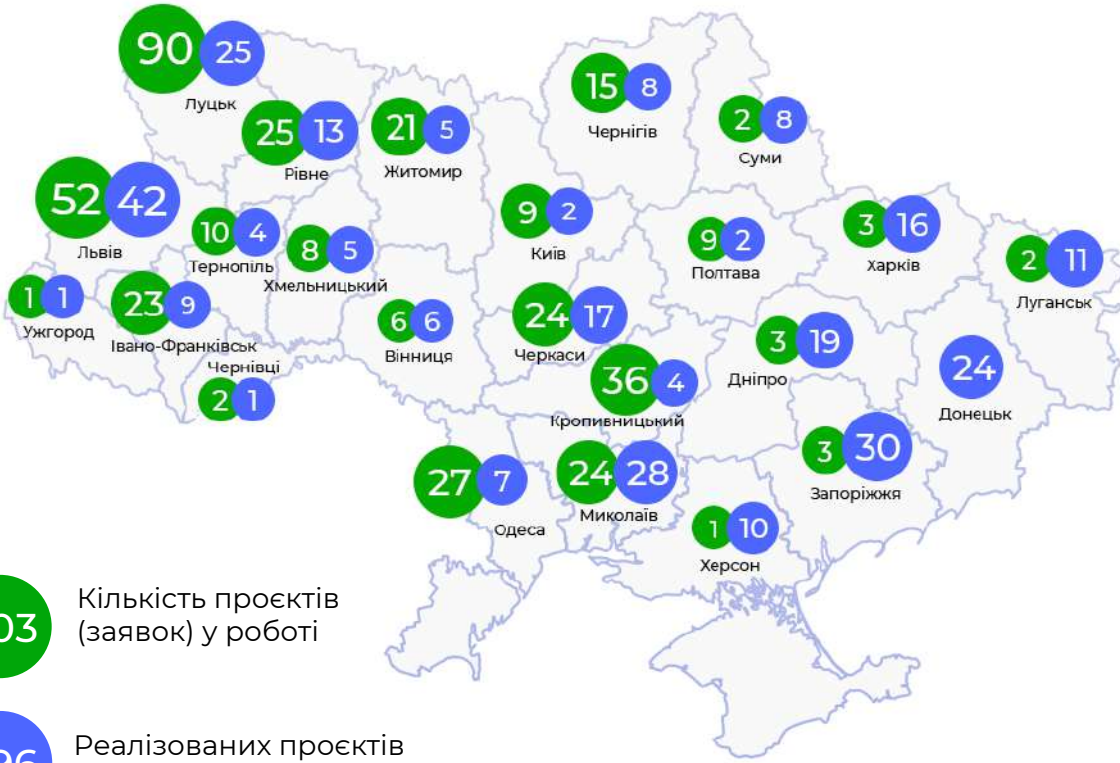 90 25
Луцьк
15 8
Чернігів
2 8
Суми
25 13
Рівне
21 5
Житомир
52 42
Львів
10 4
Тернопіль
8 5
Хмельницький
9 2
Київ
9 2
Полтава
3 16
Харків
2 11
Луганськ
1 1
Ужгород
23 9
Івано-Франківськ
6 6
Вінниця
24 17
Черкаси
3 19
Дніпро
24
Донецьк
Чернівці
2 1
36 4
Кропивницький
3 30
Запоріжжя
27 7
Одеса
24 28
Миколаїв
1 10
Херсон
03
Кількість проєктів
(заявок) у роботі
Реалізованих проєктів